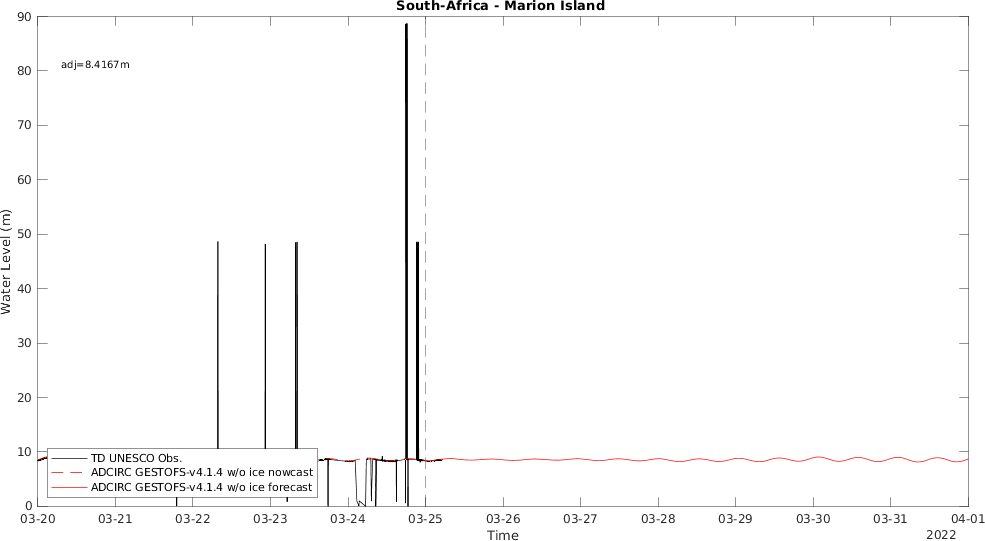 South-Africa - Marion Island
90
80
70
60
50
40
30
20
10
0
Water Level (m)
adj=8.4167m
TD UNESCO Obs.
ADCIRC GESTOFS-v4.1.4 w/o ice nowcast
ADCIRC GESTOFS-v4.1.4 w/o ice forecast
03-20 03-21 03-22 03-23 03-24 03-25 03-26 03-27 03-28 03-29 03-30 03-31 04-01
Time
2022